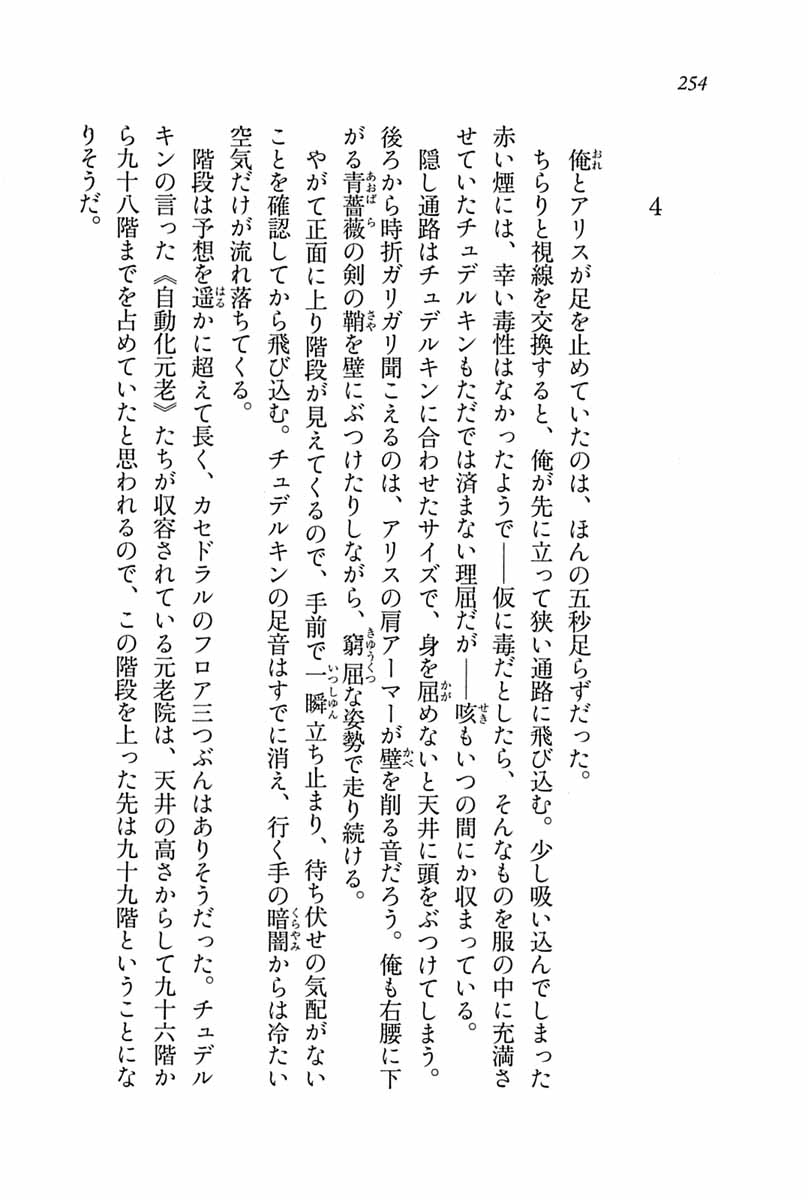 254
4
俺とアリスが足を止めていたのは、ほんの五秒足らずだった。
ちらりと視線を交換すると、俺が先に立って狭い通路に飛び込む。少し吸い込んでしまった
赤い煙には、幸い毒性はなかったようで――仮に毒だとしたら、そんなものを服の中に充満さ
せていたチュデルキンもただでは済まない理屈だが――咳もいつの間にか収まっている。
隠し通路はチュデルキンに合わせたサイズで、身を屈めないと天井に頭をぶつけてしまう。
後ろから時折ガリガリ聞こえるのは、アリスの肩アーマーが壁を削る音だろう。俺も右腰に下
がる青薔薇の剣の鞘を壁にぶつけたりしながら、窮屈な姿勢で走り続ける。
やがて正面に上り階段が見えてくるので、手前で一瞬立ち止まり、待ち伏せの気配がない
ことを確認してから飛び込む。チュデルキンの足音はすでに消え、行く手の暗闇からは冷たい
空気だけが流れ落ちてくる。
階段は予想を遥かに超えて長く、カセドラルのフロア三つぶんはありそうだった。チュデル
キンの言った《自動化元老》たちが収容されている元老院は、天井の高さからして九十六階か
ら九十八階までを占めていたと思われるので、この階段を上った先は九十九階ということにな
りそうだ。